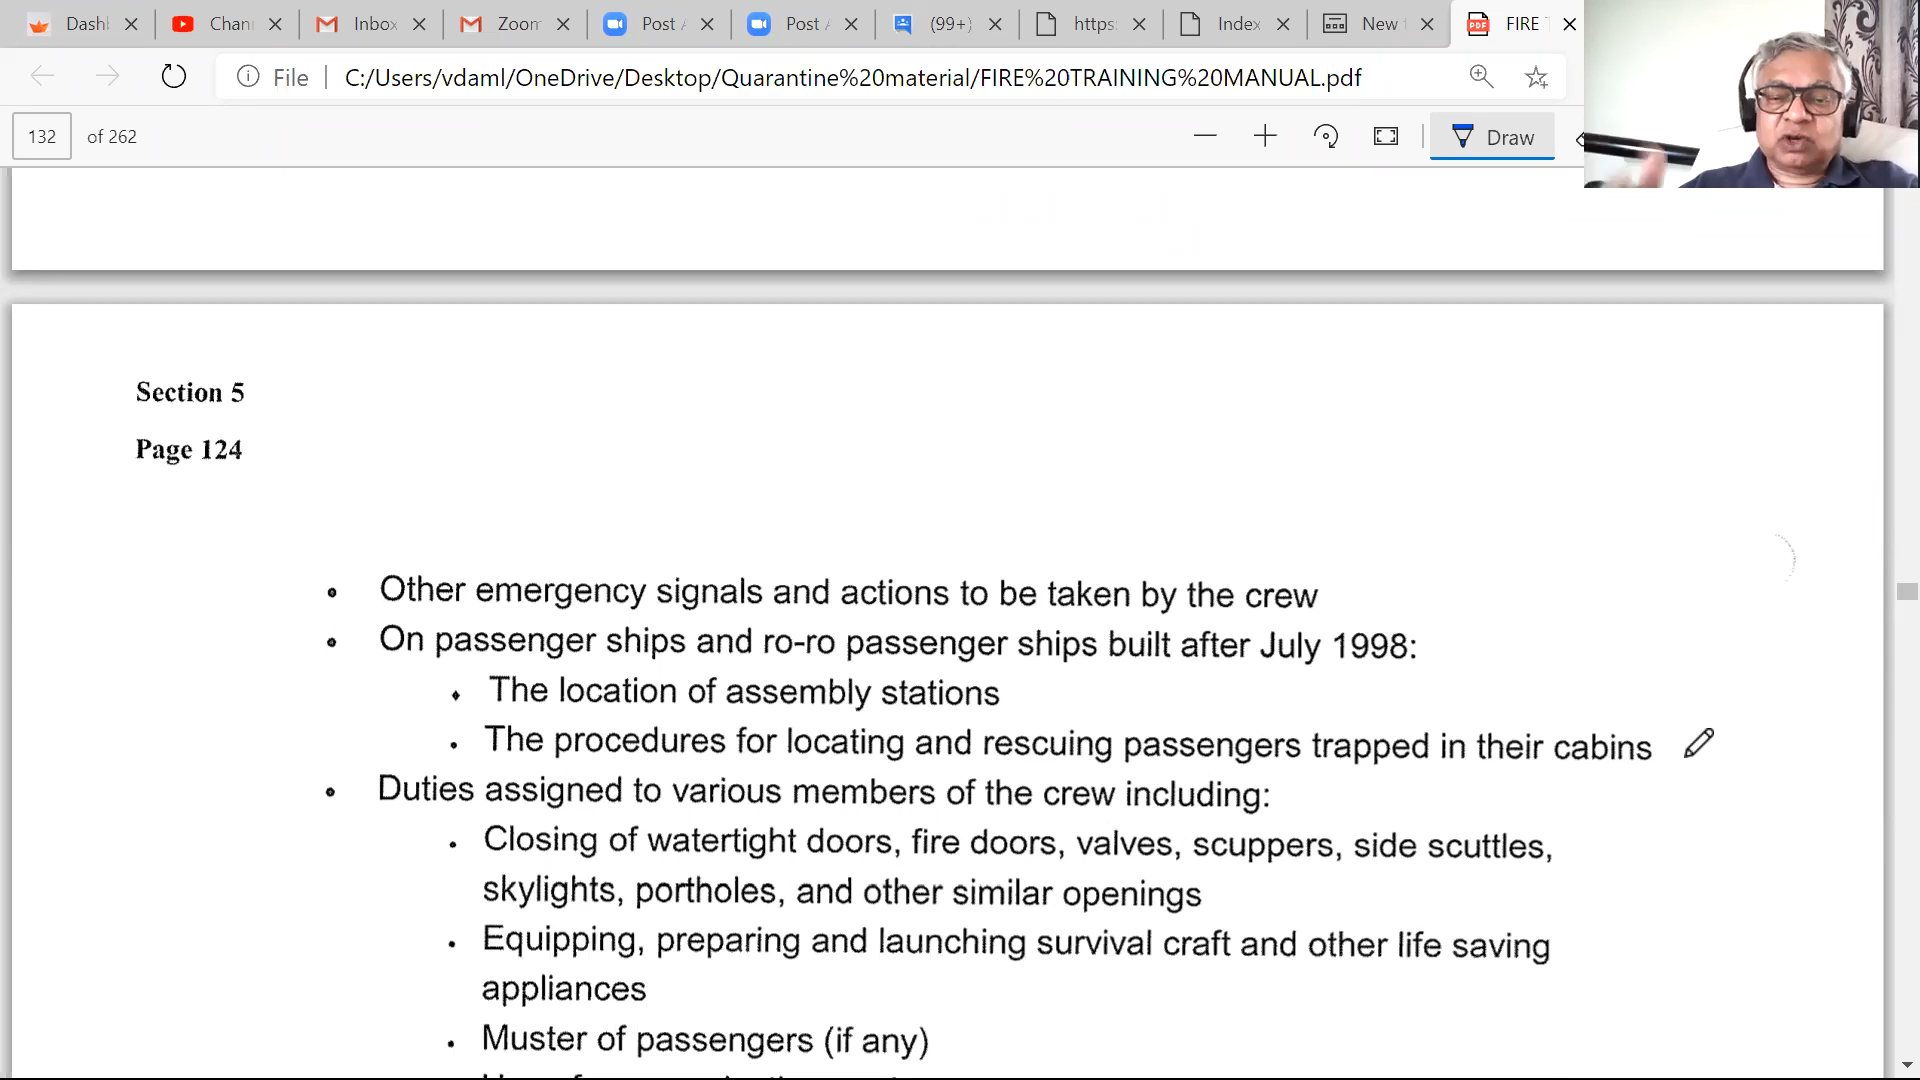 Dash
Chan
Inbox
Zoom
Post
Post
(99+)
https:
Index
New
PDF
FIRE
File
C:/Users/vdaml/OneDrive/Desktop/Quarantine%20material/FIRE%20TRAINING%20MANUAL.pdf
132 of 262
Draw
Section 5
Page 124
• Other emergency signals and actions to be taken by the crew
• On passenger ships and ro-ro passenger ships built after July 1998:
• The location of assembly stations
• The procedures for locating and rescuing passengers trapped in their cabins
• Duties assigned to various members of the crew including:
• Closing of watertight doors, fire doors, valves, scuppers, side scuttles,
skylights, portholes, and other similar openings
• Equipping, preparing and launching survival craft and other life saving
appliances
• Muster of passengers (if any)